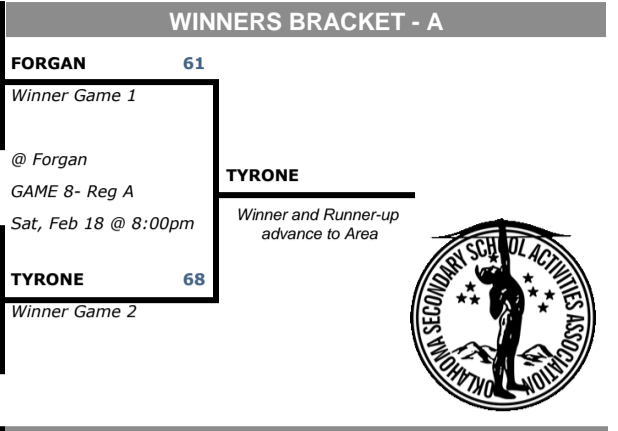 WINNERS BRACKET - A
FORGAN 61
Winner Game 1
@ Forgan
GAME 8- Reg A
Sat, Feb 18 @ 8:00pm
TYRONE 68
Winner Game 2
TYRONE
Winner and Runner-up
advance to Area
OKLAHOMA SECONDARY SCHOOL ACTIVITIES ASSOCIATION